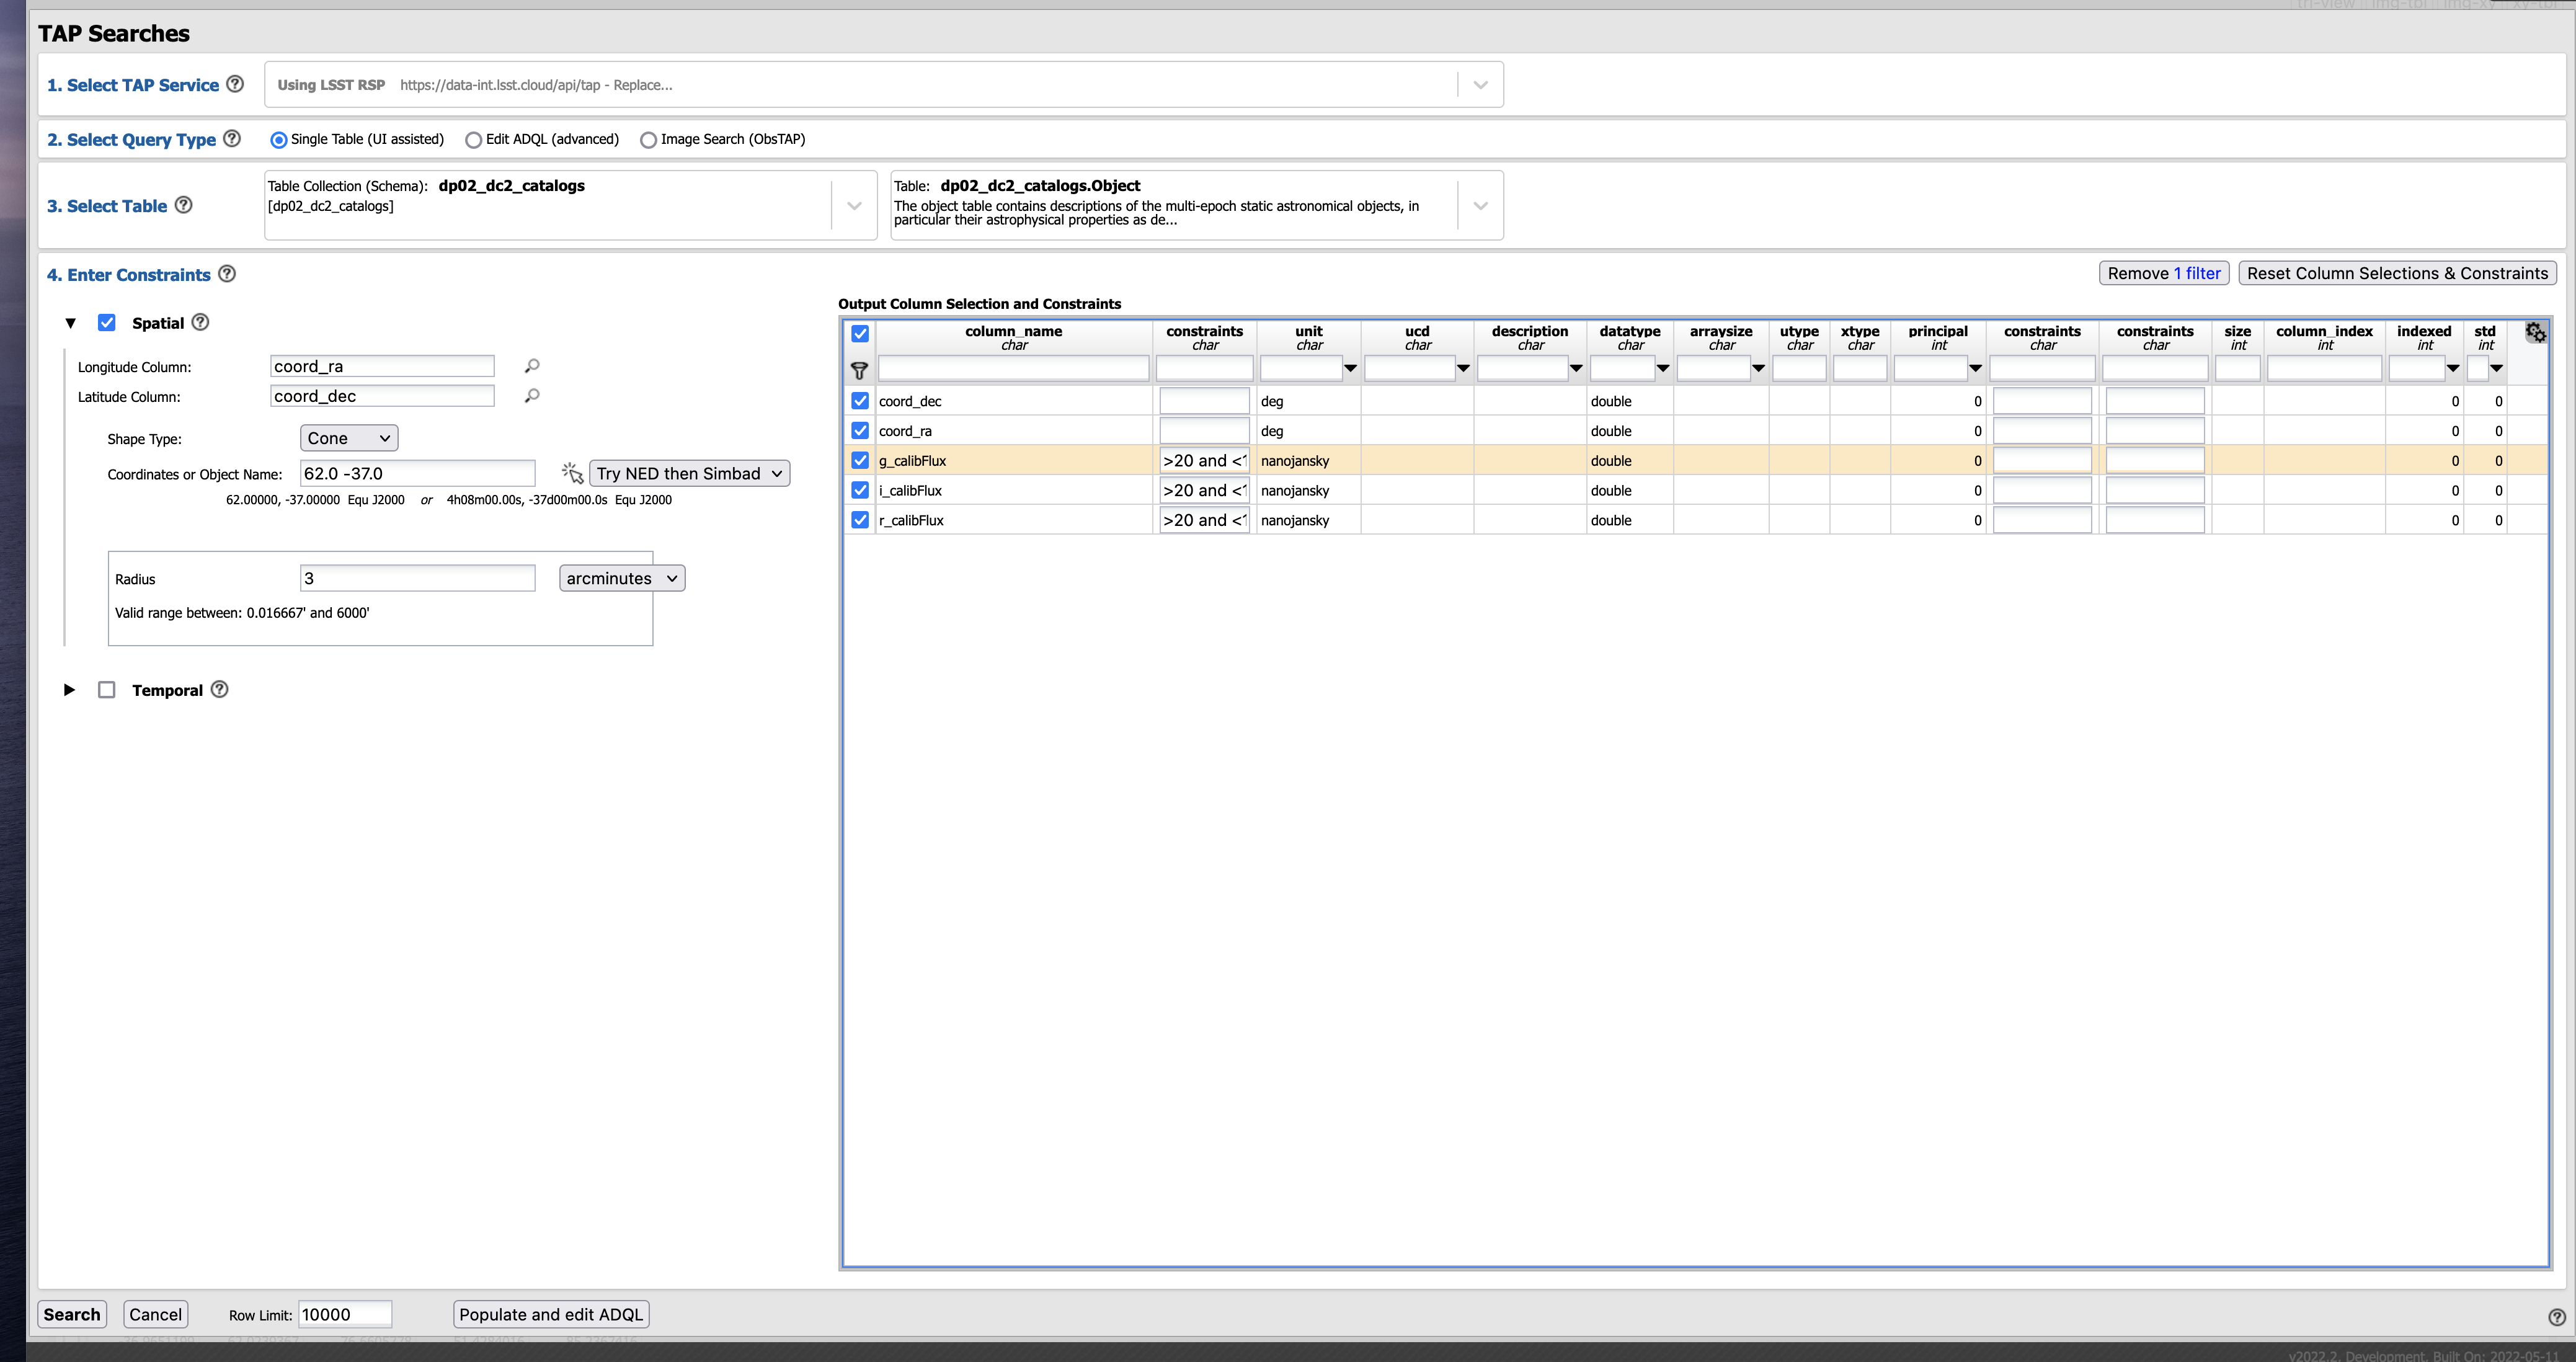 TAP Searches
1. Select TAP Service
Using LSST RSP https://data-int.lsst.cloud/api/tap - Replace...
2. Select Query Type
Single Table (UI assisted) Edit ADQL (advanced) Image Search (ObsTAP)
3. Select Table
Table Collection (Schema): dp02_dc2_catalogs
[dp02_dc2_catalogs]
Table: dp02_dc2_catalogs.Object
The object table contains descriptions of the multi-epoch static astronomical objects, in
particular their astrophysical properties as de...
4. Enter Constraints
Remove 1 filter Reset Column Selections & Constraints
Spatial
Longitude Column: coord_ra
Latitude Column: coord_dec
Shape Type: Cone
Coordinates or Object Name: 62.0 -37.0 Try NED then Simbad
62.00000, -37.00000 Equ J2000 or 4h08m00.00s, -37d00m00.0s Equ J2000
Radius 3 arcminutes
Valid range between: 0.016667' and 6000'
Temporal
Output Column Selection and Constraints
column_name constraints unit ucd description datatype arraysize utype xtype principal constraints constraints size column_index indexed std
char char char char char char char char char int char char int int int int
coord_dec deg double 0 0 0
coord_ra deg double 0 0 0
g_calibFlux >20 and <1 nanojansky double 0 0 0
i_calibFlux >20 and <1 nanojansky double 0 0 0
r_calibFlux >20 and <1 nanojansky double 0 0 0
Search Cancel Row Limit: 10000 Populate and edit ADQL
v2022.2. Development. Built On: 2022-05-11